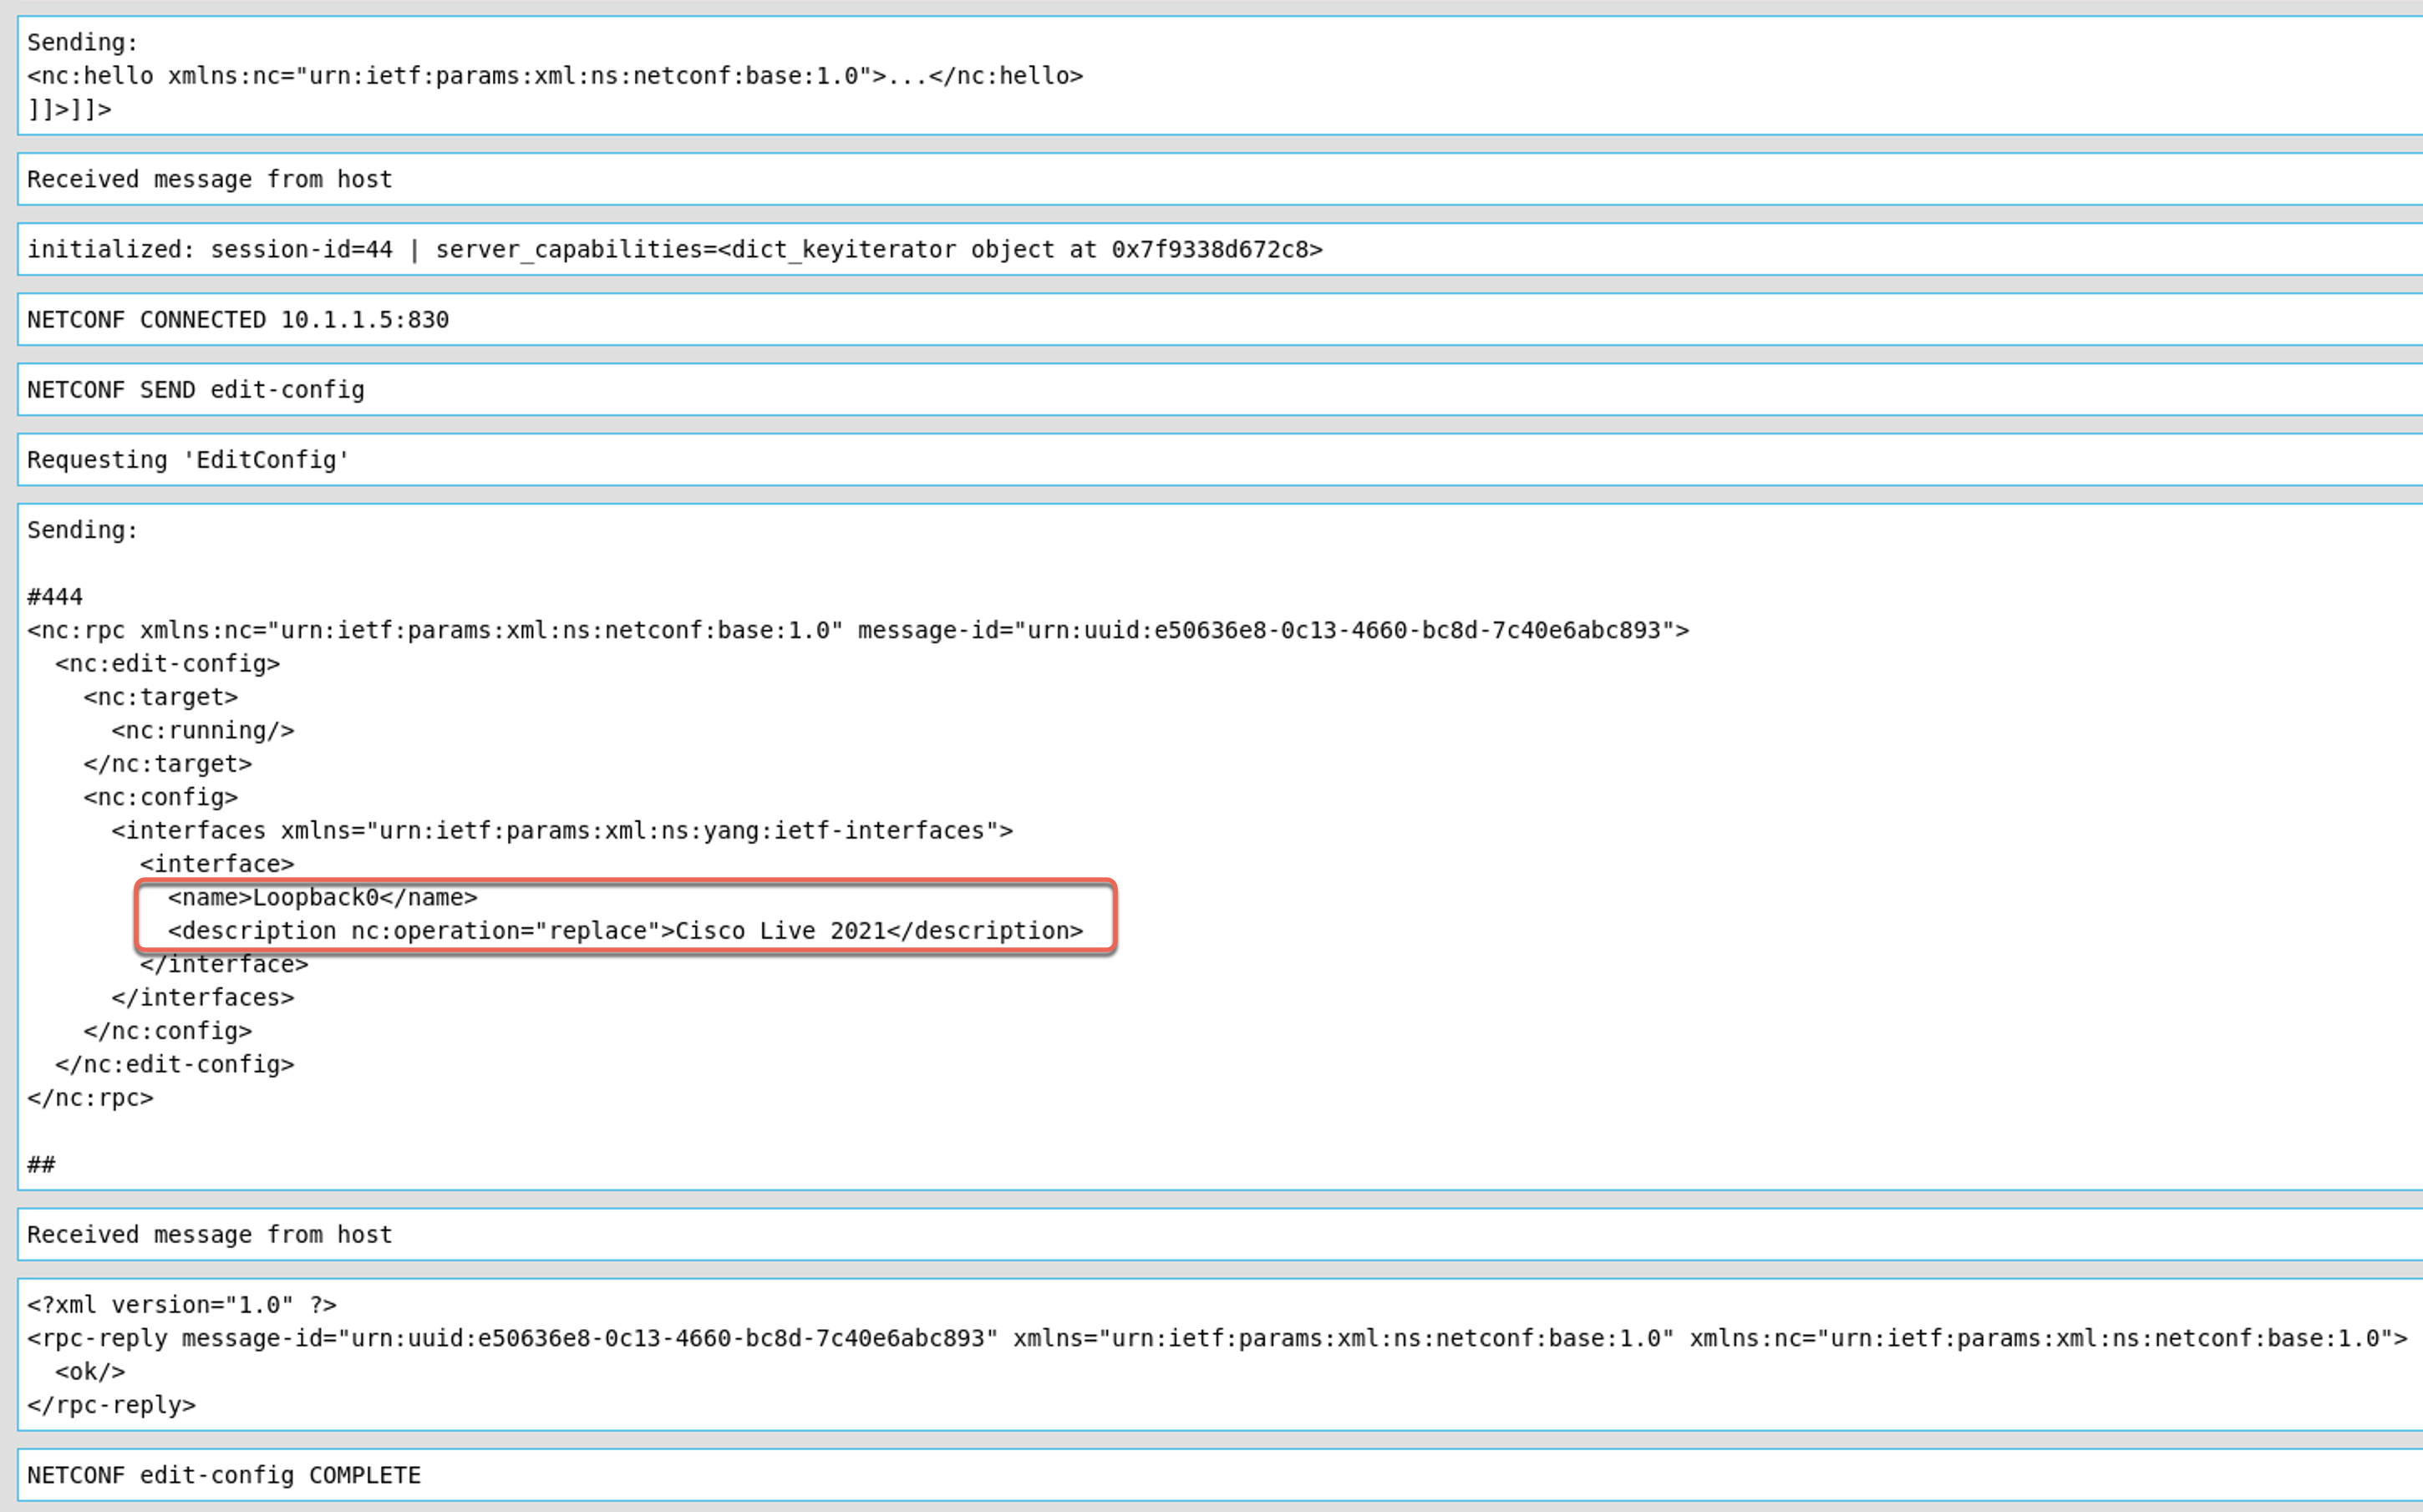 Sending:
<nc:hello xmlns:nc="urn:ietf:params:xml:ns:netconf:base:1.0">...</nc:hello>
]]>]]>
Received message from host
initialized: session-id=44 | server_capabilities=<dict_keyiterator object at 0x7f9338d672c8>
NETCONF CONNECTED 10.1.1.5:830
NETCONF SEND edit-config
Requesting 'EditConfig'
Sending:
#444
<nc:rpc xmlns:nc="urn:ietf:params:xml:ns:netconf:base:1.0" message-id="urn:uuid:e50636e8-0c13-4660-bc8d-7c40e6abc893">
  <nc:edit-config>
    <nc:target>
      <nc:running/>
    </nc:target>
    <nc:config>
      <interfaces xmlns="urn:ietf:params:xml:ns:yang:ietf-interfaces">
        <interface>
          <name>Loopback0</name>
          <description nc:operation="replace">Cisco Live 2021</description>
        </interface>
      </interfaces>
    </nc:config>
  </nc:edit-config>
</nc:rpc>
##
Received message from host
<?xml version="1.0" ?>
<rpc-reply message-id="urn:uuid:e50636e8-0c13-4660-bc8d-7c40e6abc893" xmlns="urn:ietf:params:xml:ns:netconf:base:1.0" xmlns:nc="urn:ietf:params:xml:ns:netconf:base:1.0">
  <ok/>
</rpc-reply>
NETCONF edit-config COMPLETE